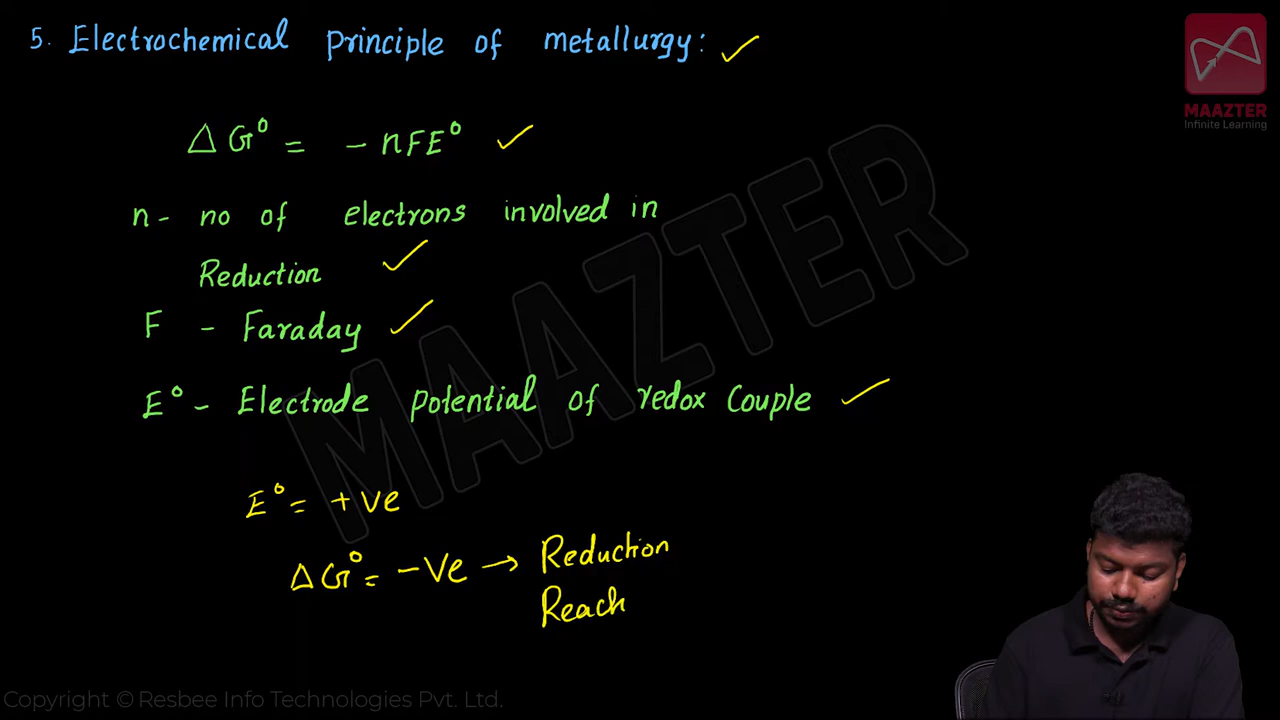 5. Electrochemical principle of metallurgy:
MAAZTER
Infinite Learning
ΔG° = - nFE°
n - no of electrons involved in
Reduction
F - Faraday
E° - Electrode potential of redox Couple
MAAZTER
E° = +ve
ΔG° = -Ve → Reduction
Reach
Copyright © Resbee Info Technologies Pvt. Ltd.